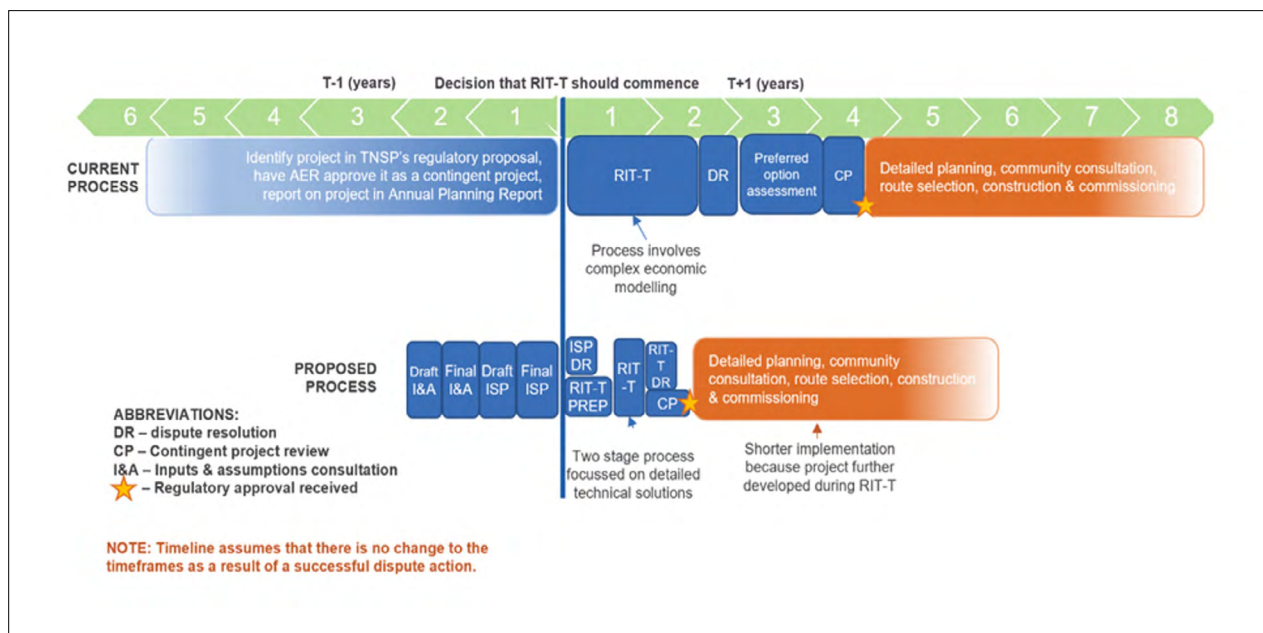 T-1 (years) Decision that RIT-T should commence T+1 (years)
6 5 4 3 2 1 1 2 3 4 5 6 7 8
CURRENT
PROCESS
Identify project in TNSP's regulatory proposal,
have AER approve it as a contingent project,
report on project in Annual Planning Report
RIT-T
DR
Preferred
option
assessment
CP
Detailed planning, community consultation,
route selection, construction & commissioning
Process involves
complex economic
modelling
PROPOSED
PROCESS
Draft
I&A
Final
I&A
Draft
ISP
Final
ISP
ISP
DR
RIT-T
PREP
RIT
-T
RIT-
T
DR
CP
Detailed planning, community
consultation, route selection, construction
& commissioning
ABBREVIATIONS:
DR – dispute resolution
CP – Contingent project review
I&A – Inputs & assumptions consultation
– Regulatory approval received
Two stage process
focussed on detailed
technical solutions
Shorter implementation
because project further
developed during RIT-T
NOTE: Timeline assumes that there is no change to the
timeframes as a result of a successful dispute action.